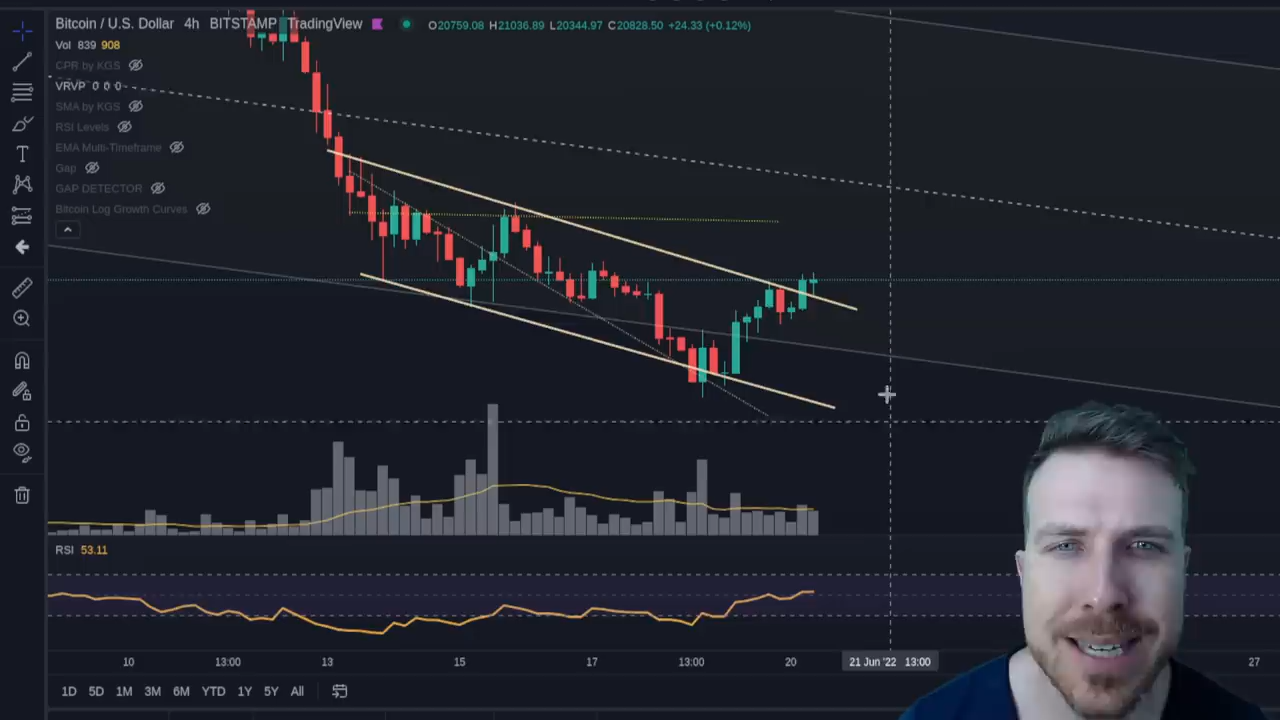 Bitcoin / U.S. Dollar 4h BITSTAMP TradingView O20759.08 H21036.89 L20344.97 C20828.50 +24.33 (+0.12%)
Vol 839 908
CPR by KGS
VRVP 0 0 0
SMA by KGS
RSI Levels
EMA Multi-Timeframe
Gap
GAP DETECTOR
Bitcoin Log Growth Curves
RSI 53.11
10 13:00 13 15 17 13:00 20 21 Jun '22 13:00 27
1D 5D 1M 3M 6M YTD 1Y 5Y All